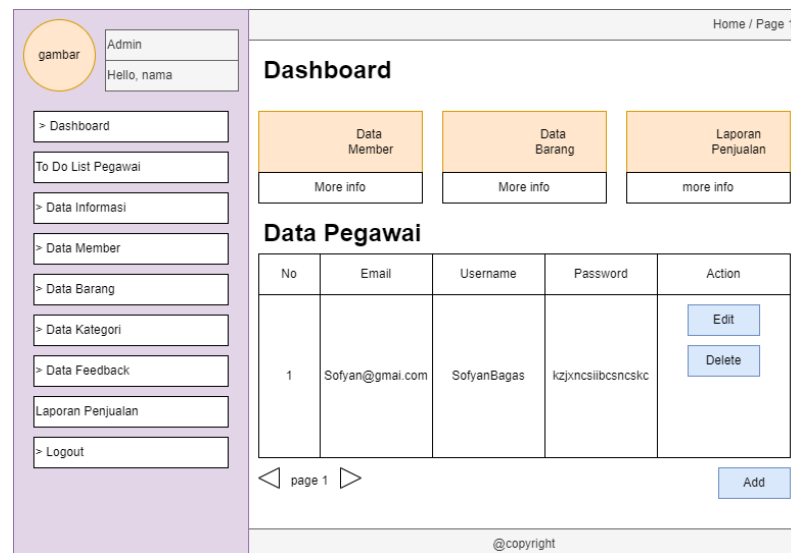 Home / Page 1
gambar
Admin
Hello, nama
Dashboard
> Dashboard
To Do List Pegawai
> Data Informasi
> Data Member
> Data Barang
> Data Kategori
> Data Feedback
Laporan Penjualan
> Logout
Data
Member
More info
Data
Barang
More info
Laporan
Penjualan
more info
Data Pegawai
No Email Username Password Action
1 Sofyan@gmai.com SofyanBagas kzjxncsiibcsncskc
Edit
Delete
page 1
Add
@copyright